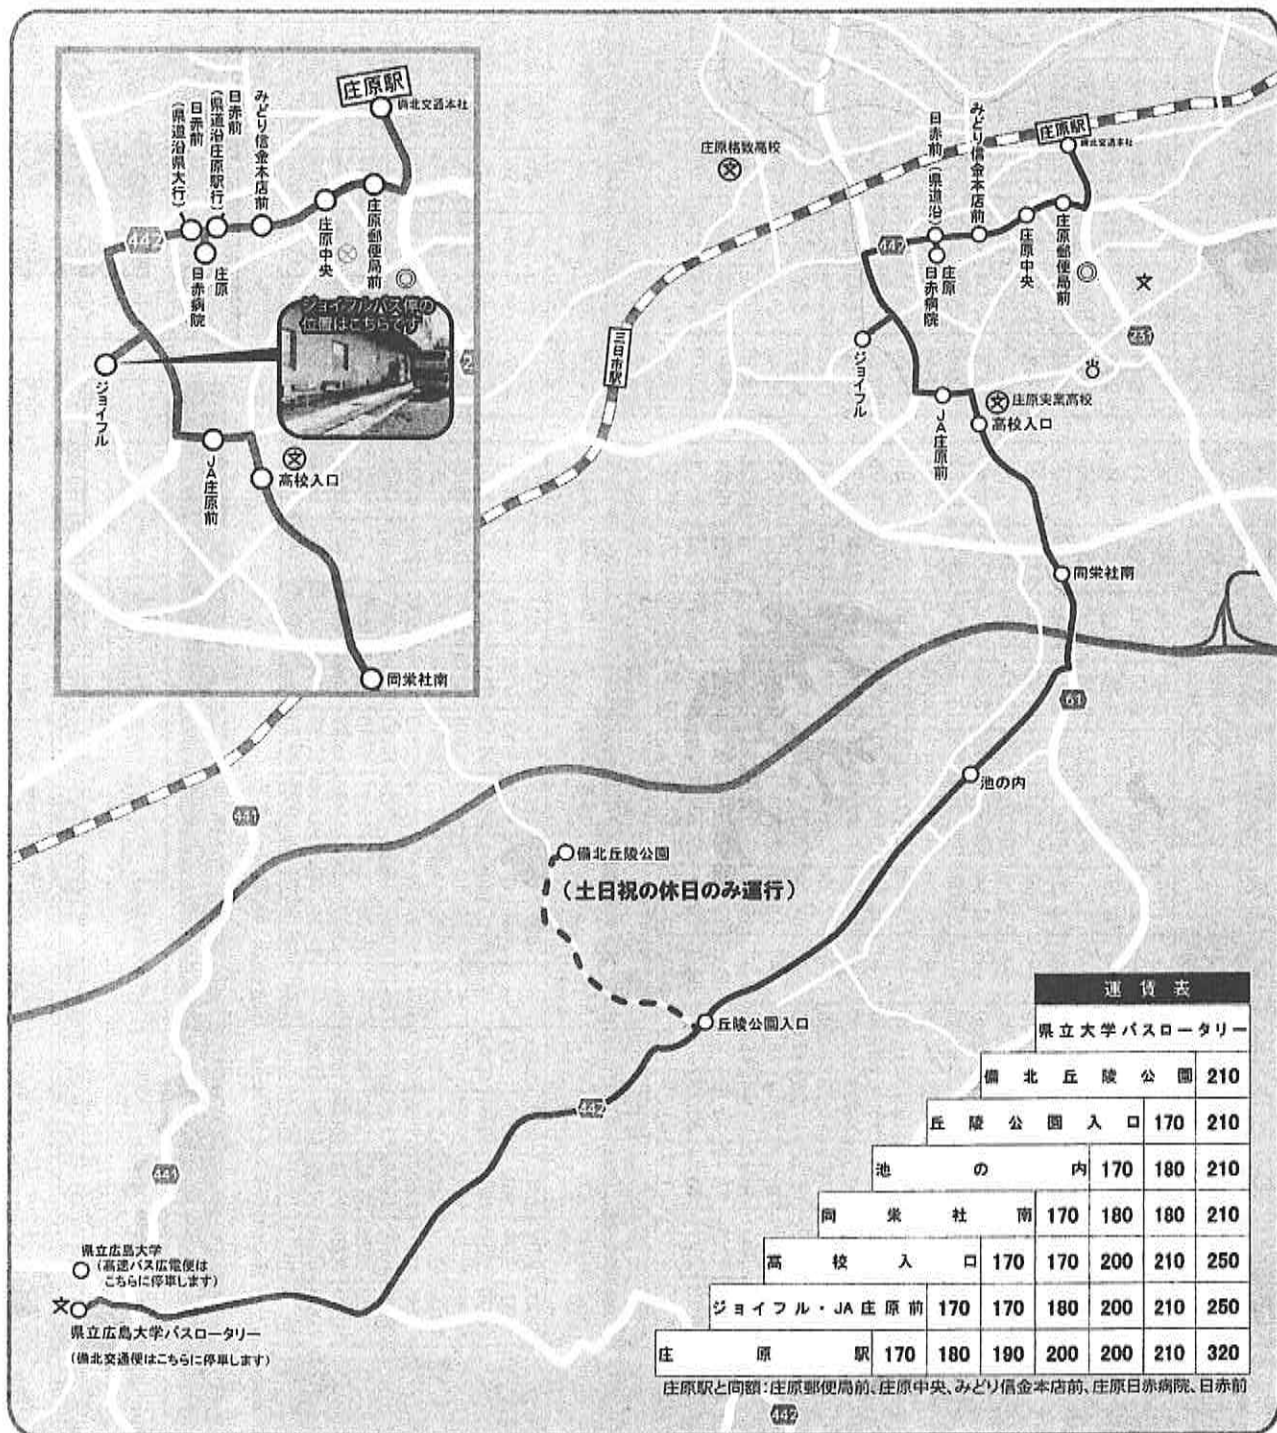 庄原駅
備北交通本社
みどり信金本店前
日赤前
(県道沿庄原駅行)
日赤前
(県道沿県大行)
442
庄原
日赤病院
庄原中央
庄原郵便局前
ジョイフルバス停の
位置はこちらです
ジョイフル
JA庄原前
高校入口
岡栄社南
庄原格致高校
三日市駅
庄原駅
備北交通本社
みどり信金本店前
日赤前(県道沿)
442
庄原
日赤病院
庄原中央
庄原郵便局前
231
ジョイフル
JA庄原前
庄原実業高校
高校入口
岡栄社南
61
池の内
441
備北丘陵公園
(土日祝の休日のみ運行)
丘陵公園入口
442
441
県立広島大学
(高速バス広電便は
こちらに停車します)
県立広島大学バスロータリー
(備北交通便はこちらに停車します)
運賃表
県立大学バスロータリー
備北丘陵公園 210
丘陵公園入口 170 210
池の内 170 180 210
岡栄社南 170 180 180 210
高校入口 170 170 200 210 250
ジョイフル・JA庄原前 170 170 180 200 210 250
庄原駅 170 180 190 200 200 210 320
庄原駅と同額:庄原郵便局前、庄原中央、みどり信金本店前、庄原日赤病院、日赤前
442